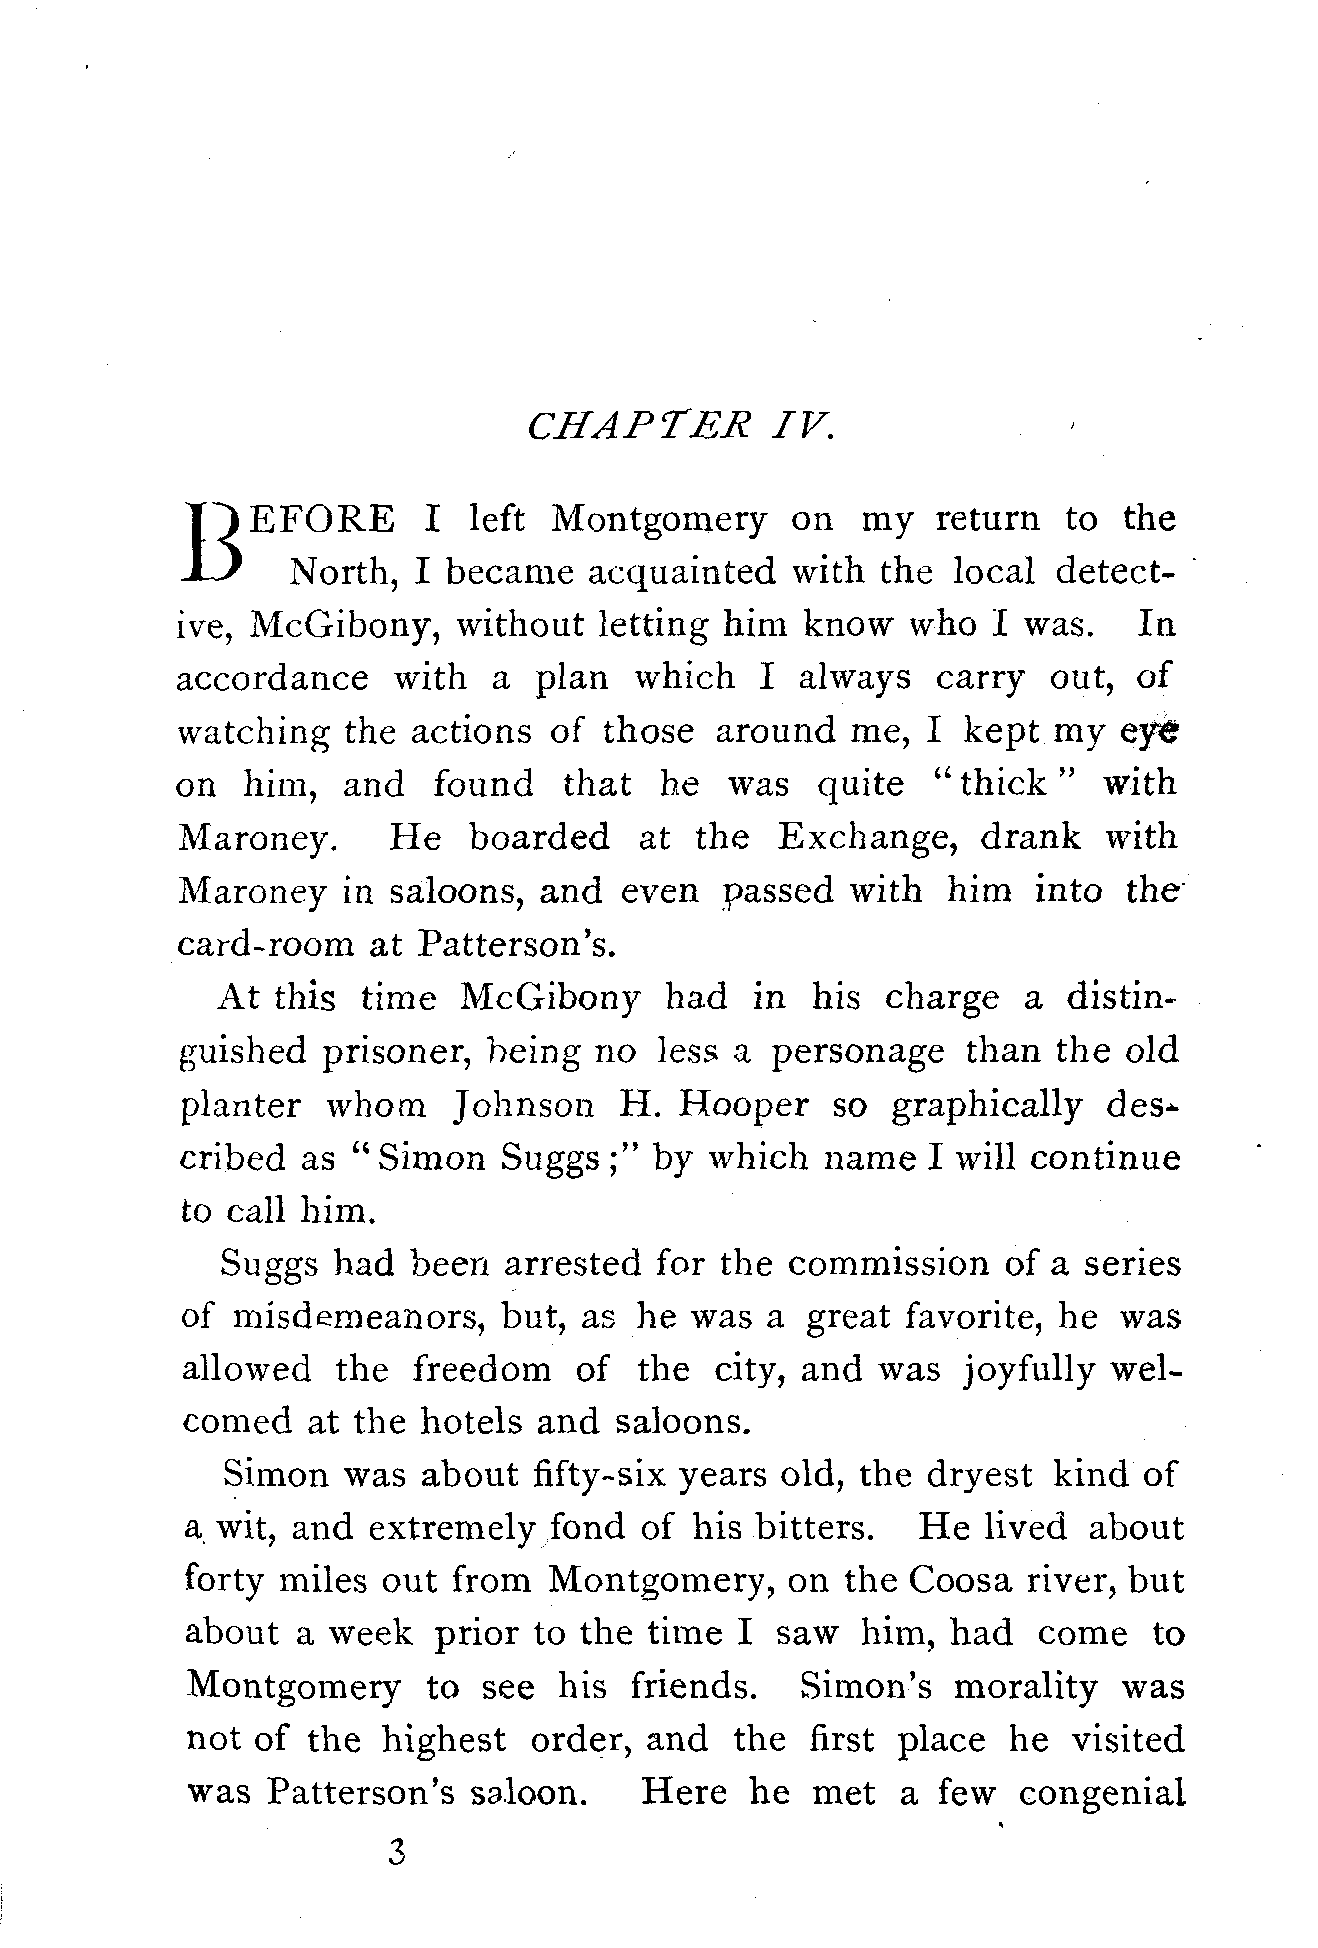 CHAPTER IV.
BEFORE I left Montgomery on my return to the
North, I became acquainted with the local detect-
ive, McGibony, without letting him know who I was. In
accordance with a plan which I always carry out, of
watching the actions of those around me, I kept my eye
on him, and found that he was quite "thick" with
Maroney. He boarded at the Exchange, drank with
Maroney in saloons, and even passed with him into the
card-room at Patterson's.
At this time McGibony had in his charge a distin-
guished prisoner, being no less a personage than the old
planter whom Johnson H. Hooper so graphically des-
cribed as "Simon Suggs;" by which name I will continue
to call him.
Suggs had been arrested for the commission of a series
of misdemeanors, but, as he was a great favorite, he was
allowed the freedom of the city, and was joyfully wel-
comed at the hotels and saloons.
Simon was about fifty-six years old, the dryest kind of
a wit, and extremely fond of his bitters. He lived about
forty miles out from Montgomery, on the Coosa river, but
about a week prior to the time I saw him, had come to
Montgomery to see his friends. Simon's morality was
not of the highest order, and the first place he visited
was Patterson's saloon. Here he met a few congenial
3